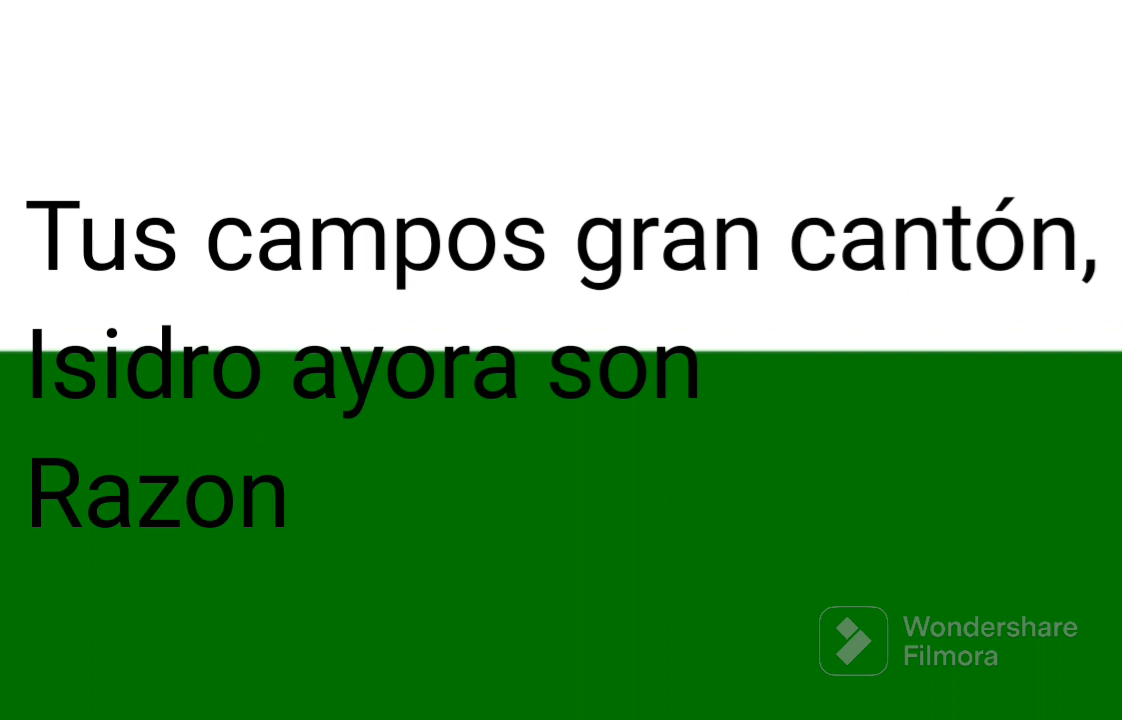 Tus campos gran cantón,
Isidro ayora son
Razon
Wondershare
Filmora